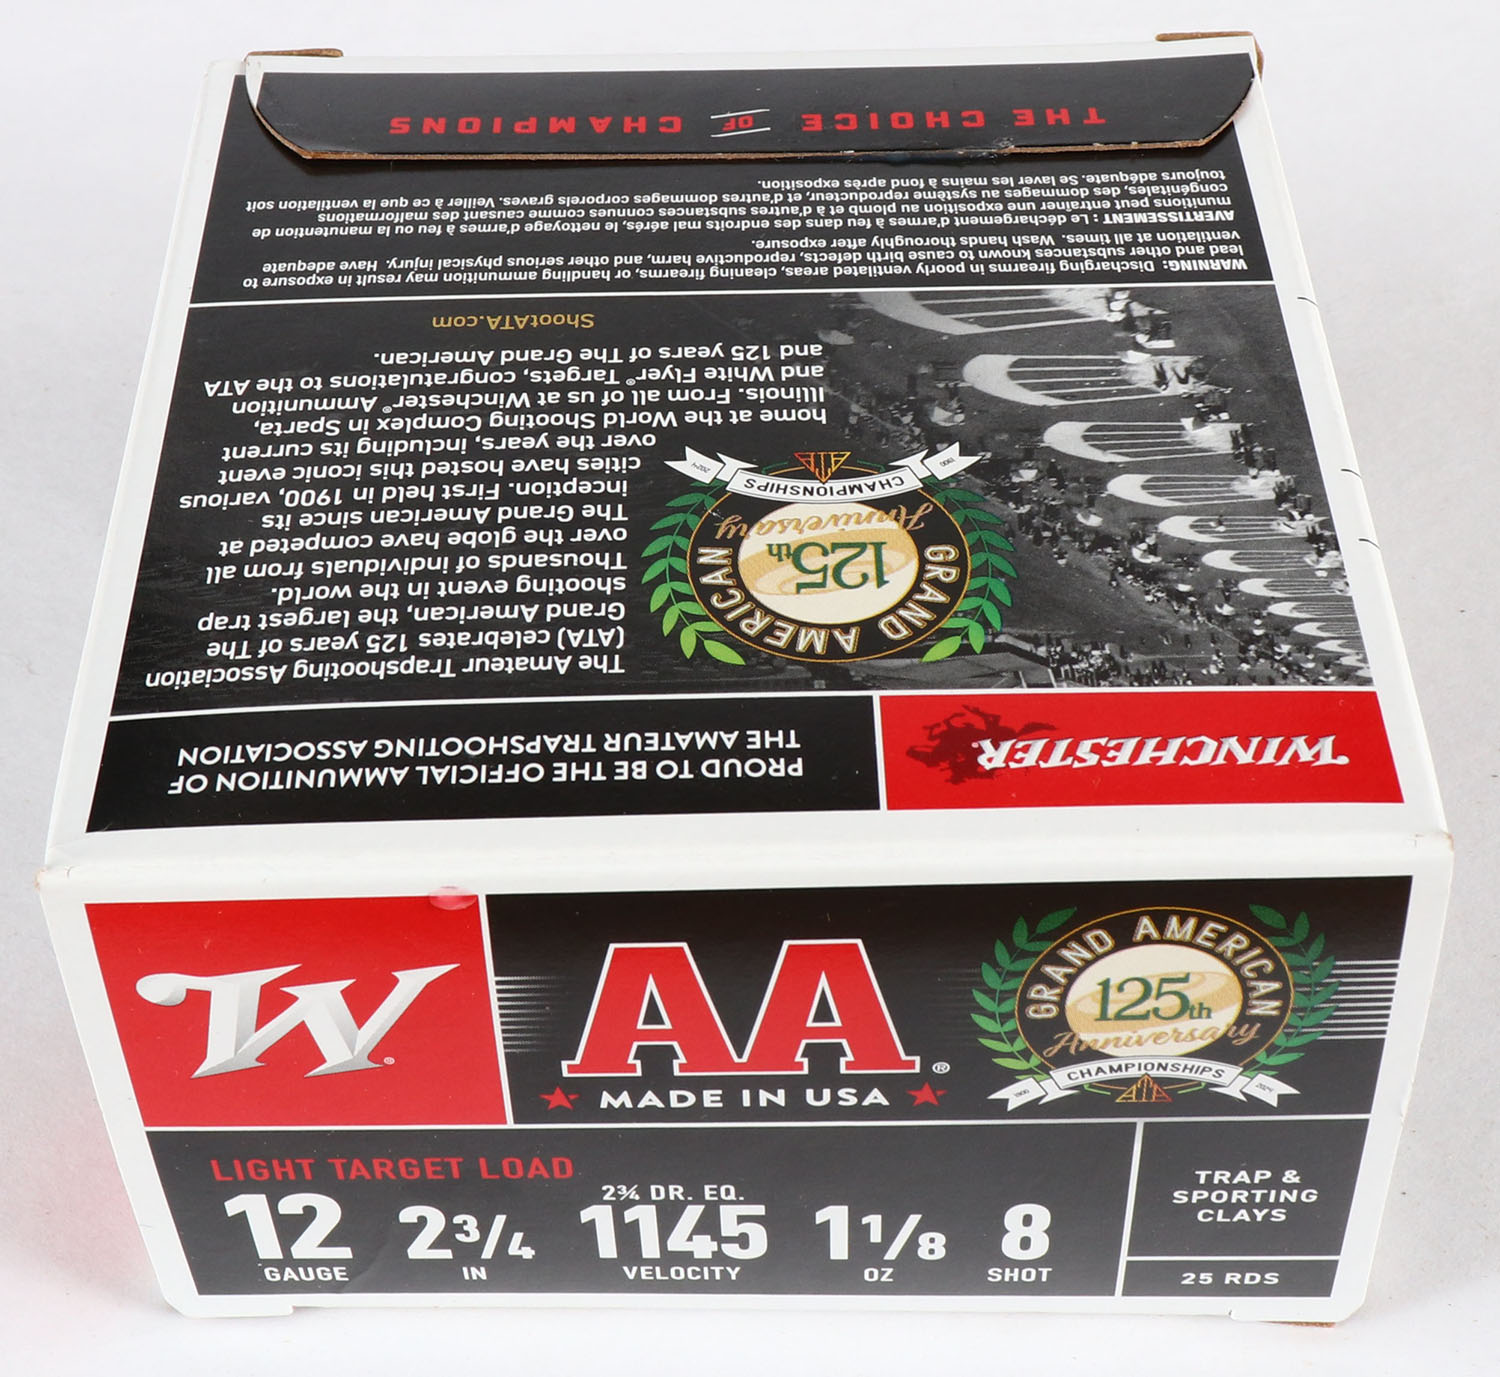 THE CHOICE OF CHAMPIONS
WARNING: Discharging firearms in poorly ventilated areas, cleaning firearms, or handling ammunition may result in exposure to
lead and other substances known to cause birth defects, reproductive harm, and other serious physical injury. Have adequate
ventilation at all times. Wash hands thoroughly after exposure.
AVERTISSEMENT : Le déchargement d'armes à feu dans des endroits mal aérés, le nettoyage d'armes à feu ou la manutention de
munitions peut entraîner une exposition au plomb et à d'autres substances connues comme causant des malformations
congénitales, des dommages au système reproducteur, et d'autres dommages corporels graves. Veiller à ce que la ventilation soit
toujours adéquate. Se laver les mains à fond après exposition.
WINCHESTER®
PROUD TO BE THE OFFICIAL AMMUNITION OF
THE AMATEUR TRAPSHOOTING ASSOCIATION
The Amateur Trapshooting Association
(ATA) celebrates 125 years of The
Grand American, the largest trap
shooting event in the world.
Thousands of individuals from all
over the globe have competed at
The Grand American since its
inception. First held in 1900, various
cities have hosted this iconic event
over the years, including its current
home at the World Shooting Complex in Sparta,
Illinois. From all of us at Winchester® Ammunition
and White Flyer® Targets, congratulations to the ATA
and 125 years of The Grand American.
ShootATA.com
GRAND AMERICAN
125th
Anniversary
CHAMPIONSHIPS
1900
2024
ATA
W®
AA®
MADE IN USA
GRAND AMERICAN
125th
Anniversary
CHAMPIONSHIPS
1900
2024
ATA
LIGHT TARGET LOAD
2¾ DR. EQ.
12 2 3/4 1145 1 1/8 8
GAUGE IN VELOCITY OZ SHOT
TRAP &
SPORTING
CLAYS
25 RDS